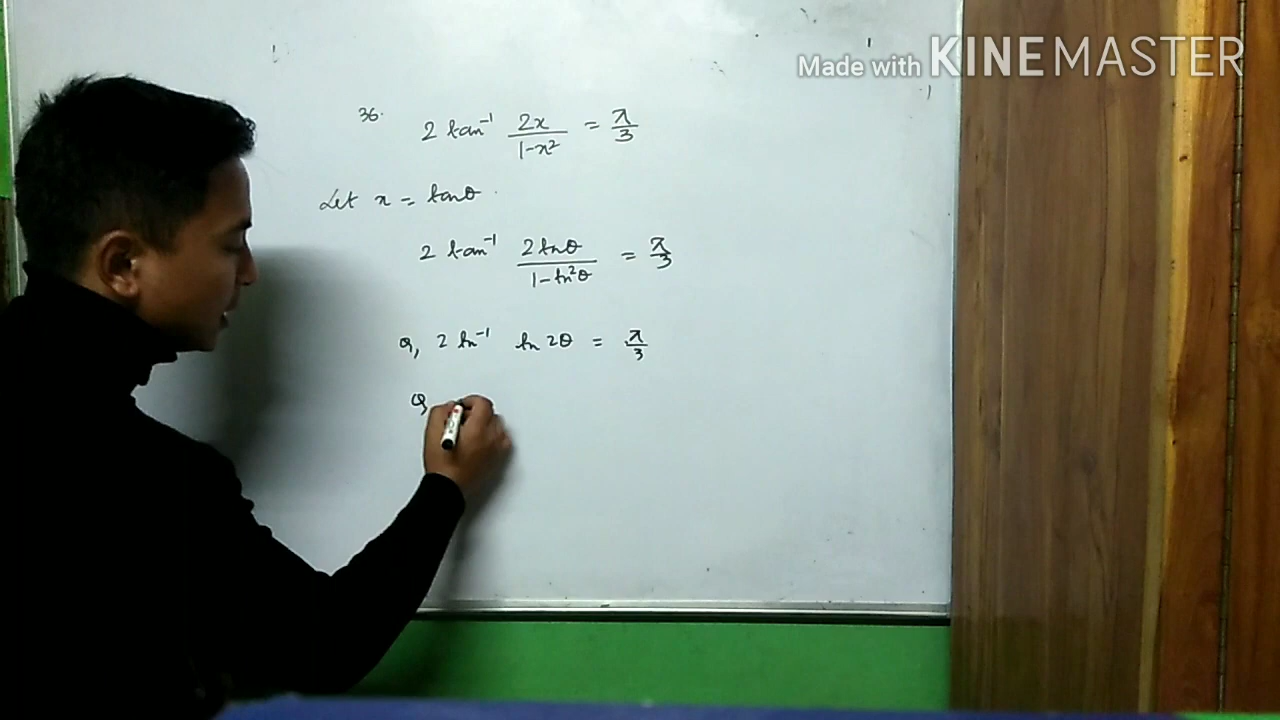 Made with KINEMASTER
36. 2 tan⁻¹ 2x/1-x² = π/3
Let x = tanθ.
2 tan⁻¹ 2tnθ/1-tn²θ = π/3
or, 2 tn⁻¹ tn 2θ = π/3
or